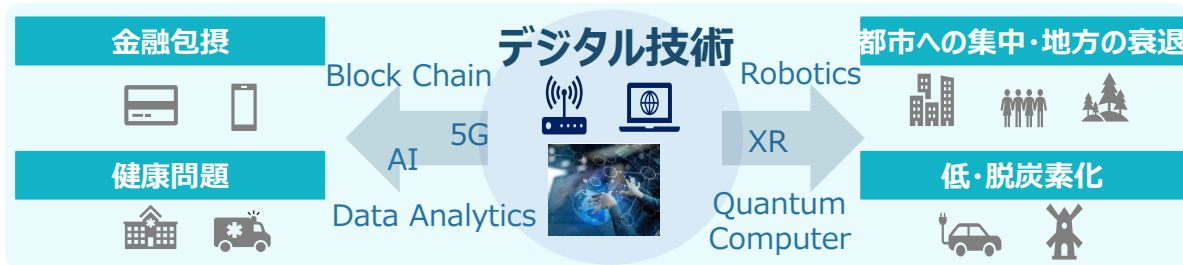 金融包摂
健康問題
デジタル技術
Block Chain
5G
AI
Data Analytics
Robotics
XR
Quantum
Computer
都市への集中・地方の衰退
低・脱炭素化